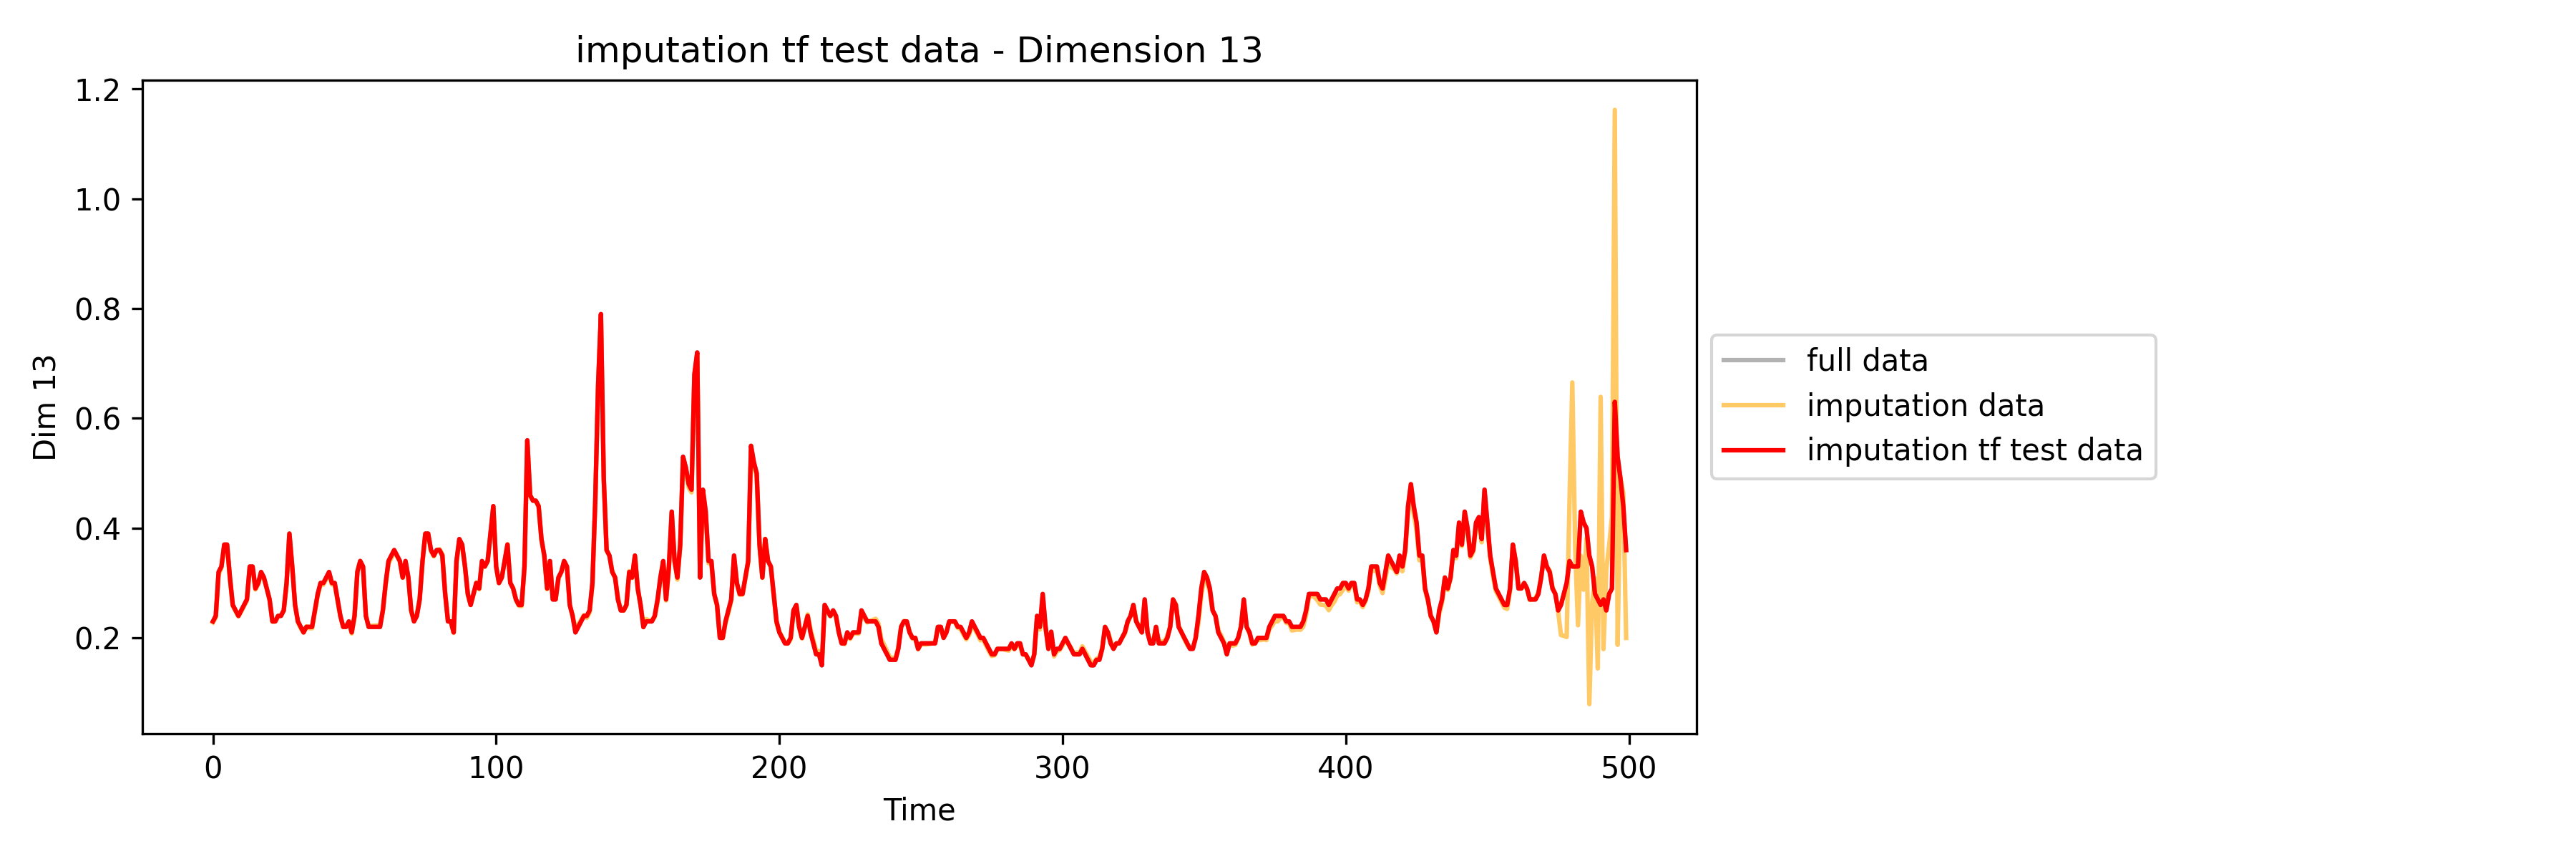 imputation tf test data - Dimension 13
1.2
1.0
0.8
0.6
0.4
0.2
Dim 13
0 100 200 300 400 500
Time
full data
imputation data
imputation tf test data